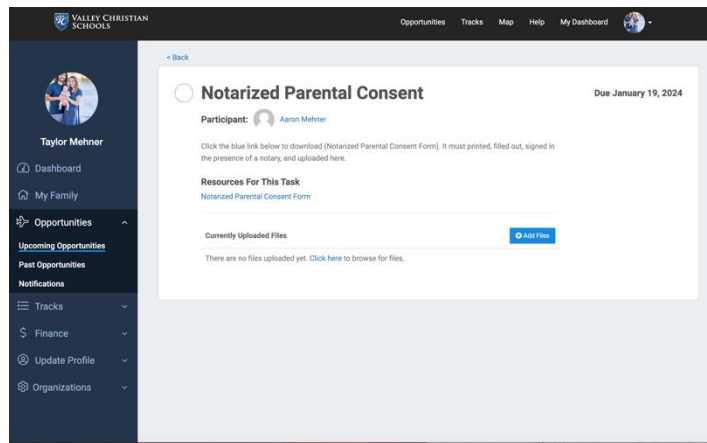 VALLEY CHRISTIAN
SCHOOLS
Opportunities Tracks Map Help My Dashboard
Taylor Mehner
Dashboard
My Family
Opportunities
Upcoming Opportunities
Past Opportunities
Notifications
Tracks
Finance
Update Profile
Organizations
< Back
Notarized Parental Consent
Due January 19, 2024
Participant: Aaron Mehner
Click the blue link below to download (Notarized Parental Consent Form). It must printed, filled out, signed in
the presence of a notary, and uploaded here.
Resources For This Task
Notarized Parental Consent Form
Currently Uploaded Files
Add Files
There are no files uploaded yet. Click here to browse for files.